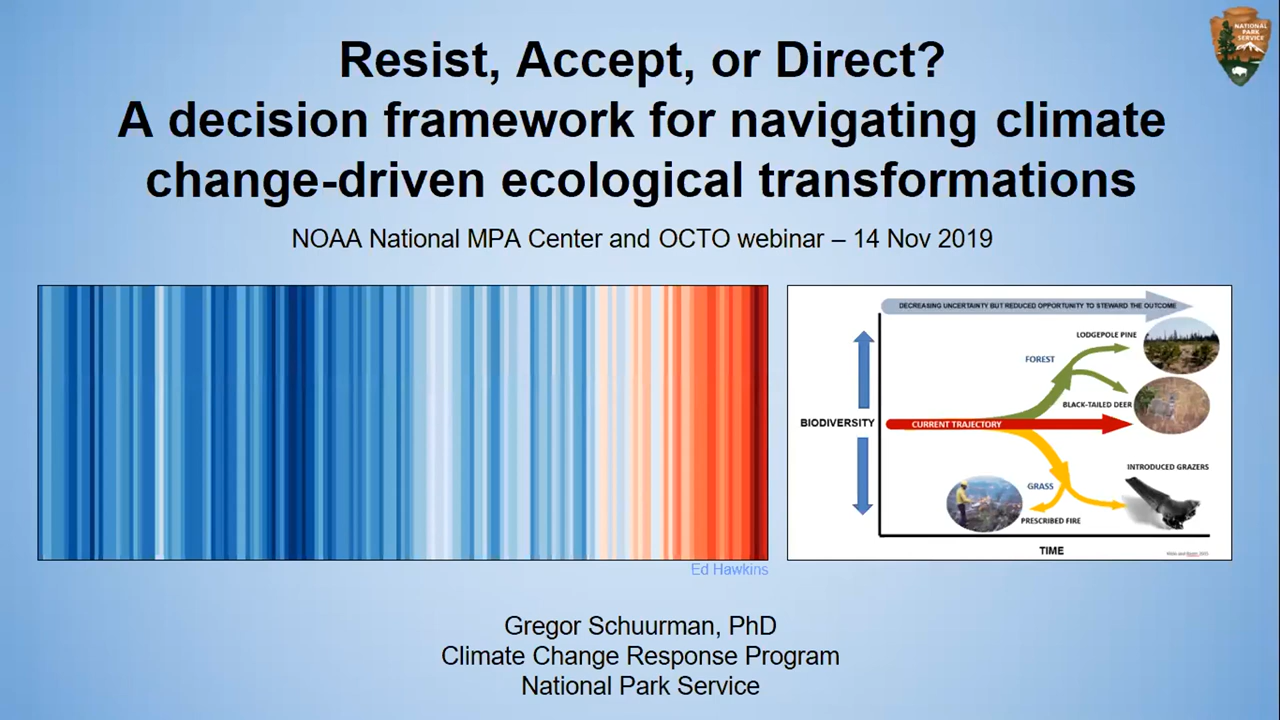 Resist, Accept, or Direct?
A decision framework for navigating climate
change-driven ecological transformations
NATIONAL
PARK
SERVICE
NOAA National MPA Center and OCTO webinar – 14 Nov 2019
DECREASING UNCERTAINTY BUT REDUCED OPPORTUNITY TO STEWARD THE OUTCOME
LODGEPOLE PINE
FOREST
BLACK-TAILED DEER
BIODIVERSITY
CURRENT TRAJECTORY
INTRODUCED GRAZERS
GRASS
PRESCRIBED FIRE
TIME
Ed Hawkins
Gregor Schuurman, PhD
Climate Change Response Program
National Park Service